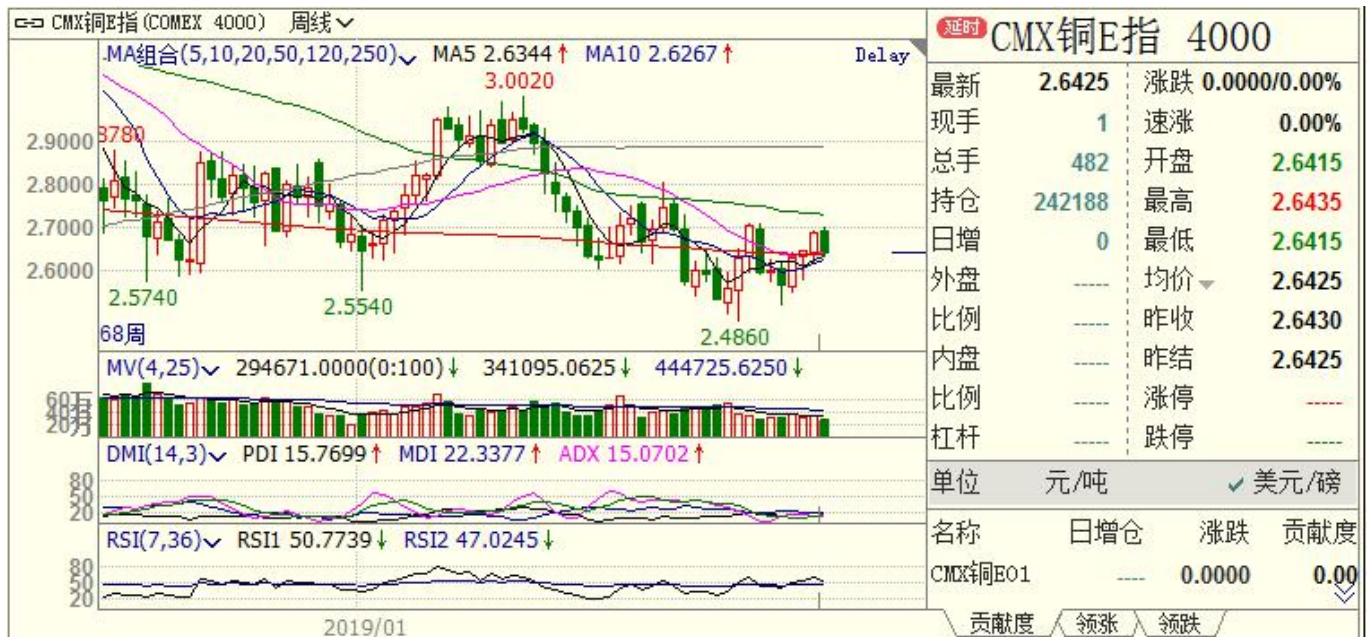 CMX铜E指(COMEX 4000) 周线
MA组合(5,10,20,50,120,250) MA5 2.6344↑ MA10 2.6267↑ Delay
3.0020
8780
2.9000
2.8000
2.7000
2.6000
2.5740
2.5540
2.4860
68周
MV(4,25) 294671.0000(0:100)↓ 341095.0625↓ 444725.6250↓
60万
40万
20万
DMI(14,3) PDI 15.7699↑ MDI 22.3377↑ ADX 15.0702↑
80
50
20
RSI(7,36) RSI1 50.7739↓ RSI2 47.0245↓
80
50
20
2019/01
延时 CMX铜E指 4000
最新 2.6425 涨跌 0.0000/0.00%
现手 1 速涨 0.00%
总手 482 开盘 2.6415
持仓 242188 最高 2.6435
日增 0 最低 2.6415
外盘 ----- 均价 2.6425
比例 ----- 昨收 2.6430
内盘 ----- 昨结 2.6425
比例 ----- 涨停 -----
杠杆 ----- 跌停 -----
单位 元/吨 ✓ 美元/磅
名称 日增仓 涨跌 贡献度
CMX铜E01 ---- 0.0000 0.00
贡献度 领涨 领跌